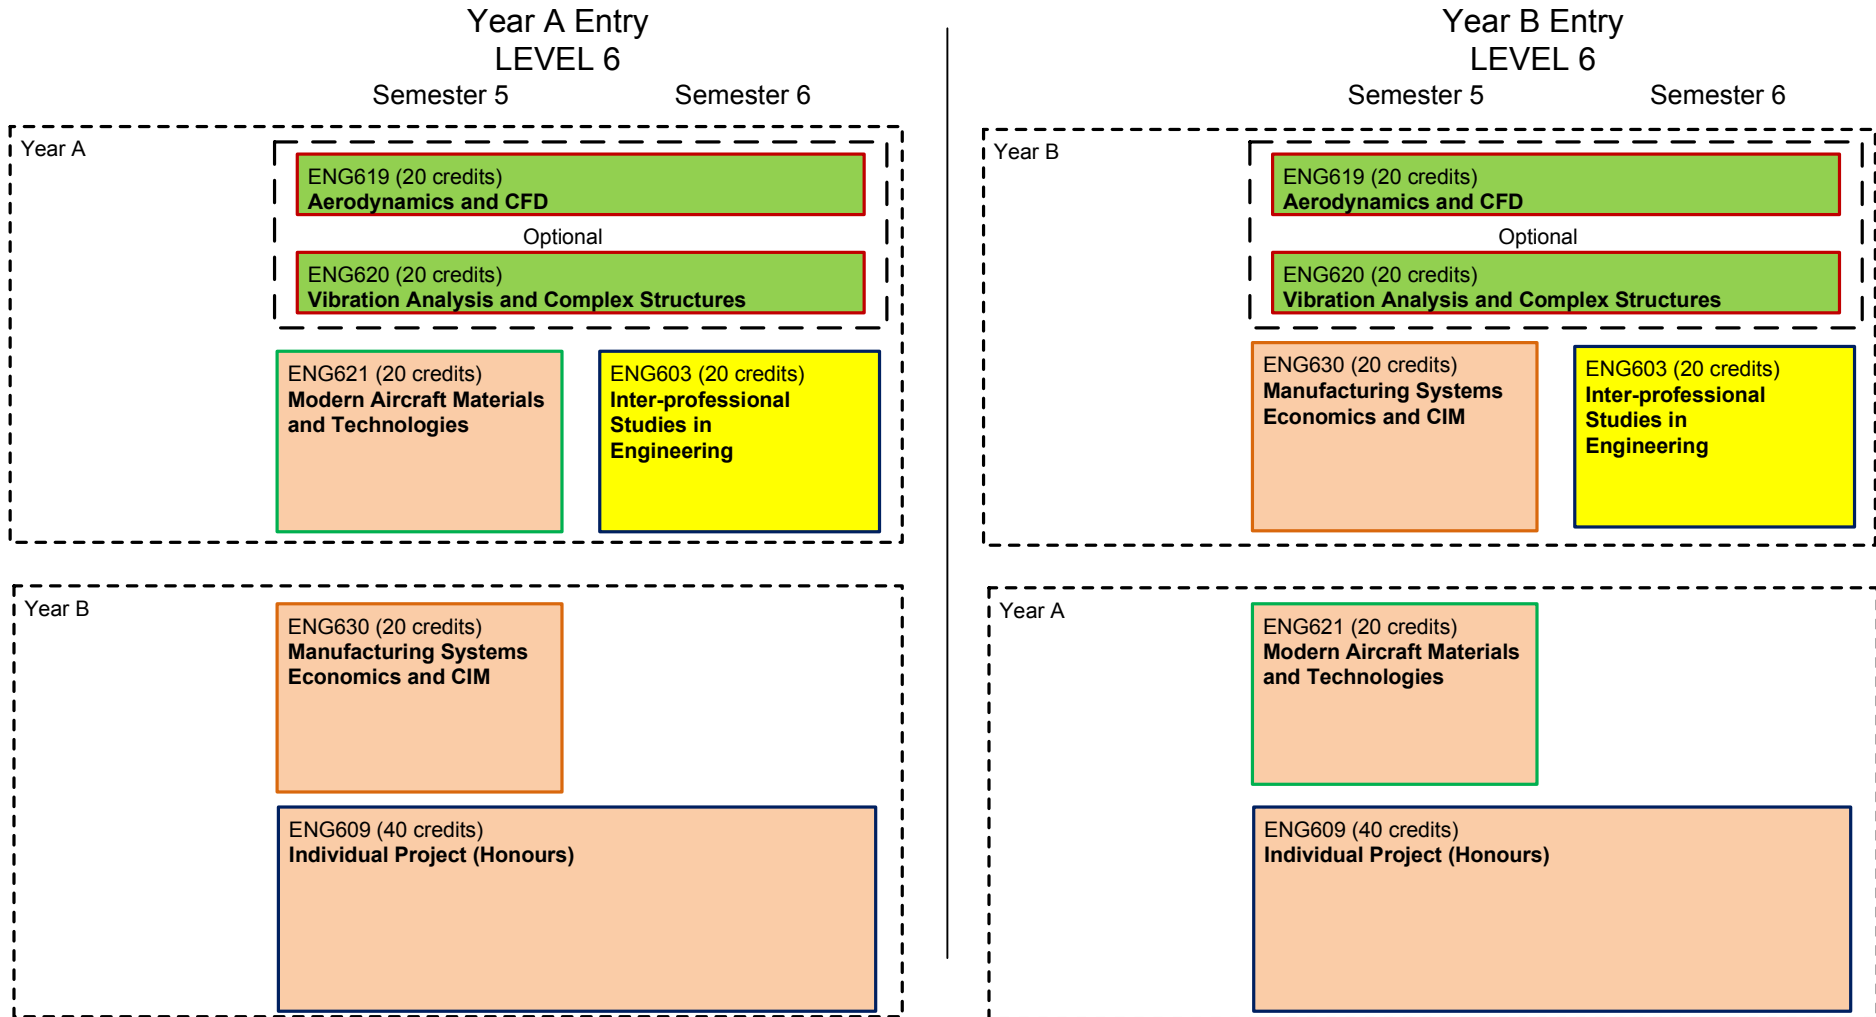 Year A Entry
LEVEL 6
Semester 5 Semester 6
Year A
ENG619 (20 credits)
Aerodynamics and CFD
Optional
ENG620 (20 credits)
Vibration Analysis and Complex Structures
ENG621 (20 credits)
Modern Aircraft Materials
and Technologies
ENG603 (20 credits)
Inter-professional
Studies in
Engineering
Year B
ENG630 (20 credits)
Manufacturing Systems
Economics and CIM
ENG609 (40 credits)
Individual Project (Honours)
Year B Entry
LEVEL 6
Semester 5 Semester 6
Year B
ENG619 (20 credits)
Aerodynamics and CFD
Optional
ENG620 (20 credits)
Vibration Analysis and Complex Structures
ENG630 (20 credits)
Manufacturing Systems
Economics and CIM
ENG603 (20 credits)
Inter-professional
Studies in
Engineering
Year A
ENG621 (20 credits)
Modern Aircraft Materials
and Technologies
ENG609 (40 credits)
Individual Project (Honours)